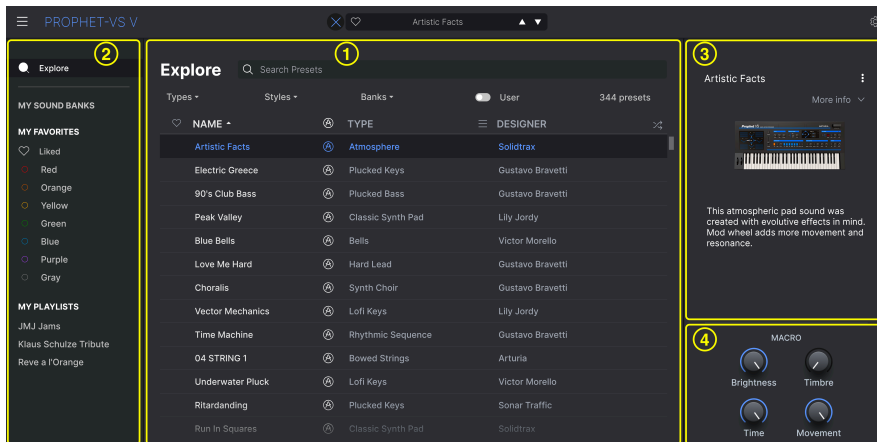 PROPHET-VS V
Artistic Facts
2
1
3
4
Explore
MY SOUND BANKS
MY FAVORITES
Liked
Red
Orange
Yellow
Green
Blue
Purple
Gray
MY PLAYLISTS
JMJ Jams
Klaus Schulze Tribute
Reve a l'Orange
Explore Search Presets
Types Styles Banks User 344 presets
NAME TYPE DESIGNER
Artistic Facts Atmosphere Solidtrax
Electric Greece Plucked Keys Gustavo Bravetti
90's Club Bass Plucked Bass Gustavo Bravetti
Peak Valley Classic Synth Pad Lily Jordy
Blue Bells Bells Victor Morello
Love Me Hard Hard Lead Gustavo Bravetti
Choralis Synth Choir Gustavo Bravetti
Vector Mechanics Lofi Keys Lily Jordy
Time Machine Rhythmic Sequence Gustavo Bravetti
04 STRING 1 Bowed Strings Arturia
Underwater Pluck Lofi Keys Victor Morello
Ritardanding Plucked Keys Sonar Traffic
Run In Squares Classic Synth Pad Solidtrax
Artistic Facts
More info
This atmospheric pad sound was
created with evolutive effects in mind.
Mod wheel adds more movement and
resonance.
MACRO
Brightness Timbre
Time Movement